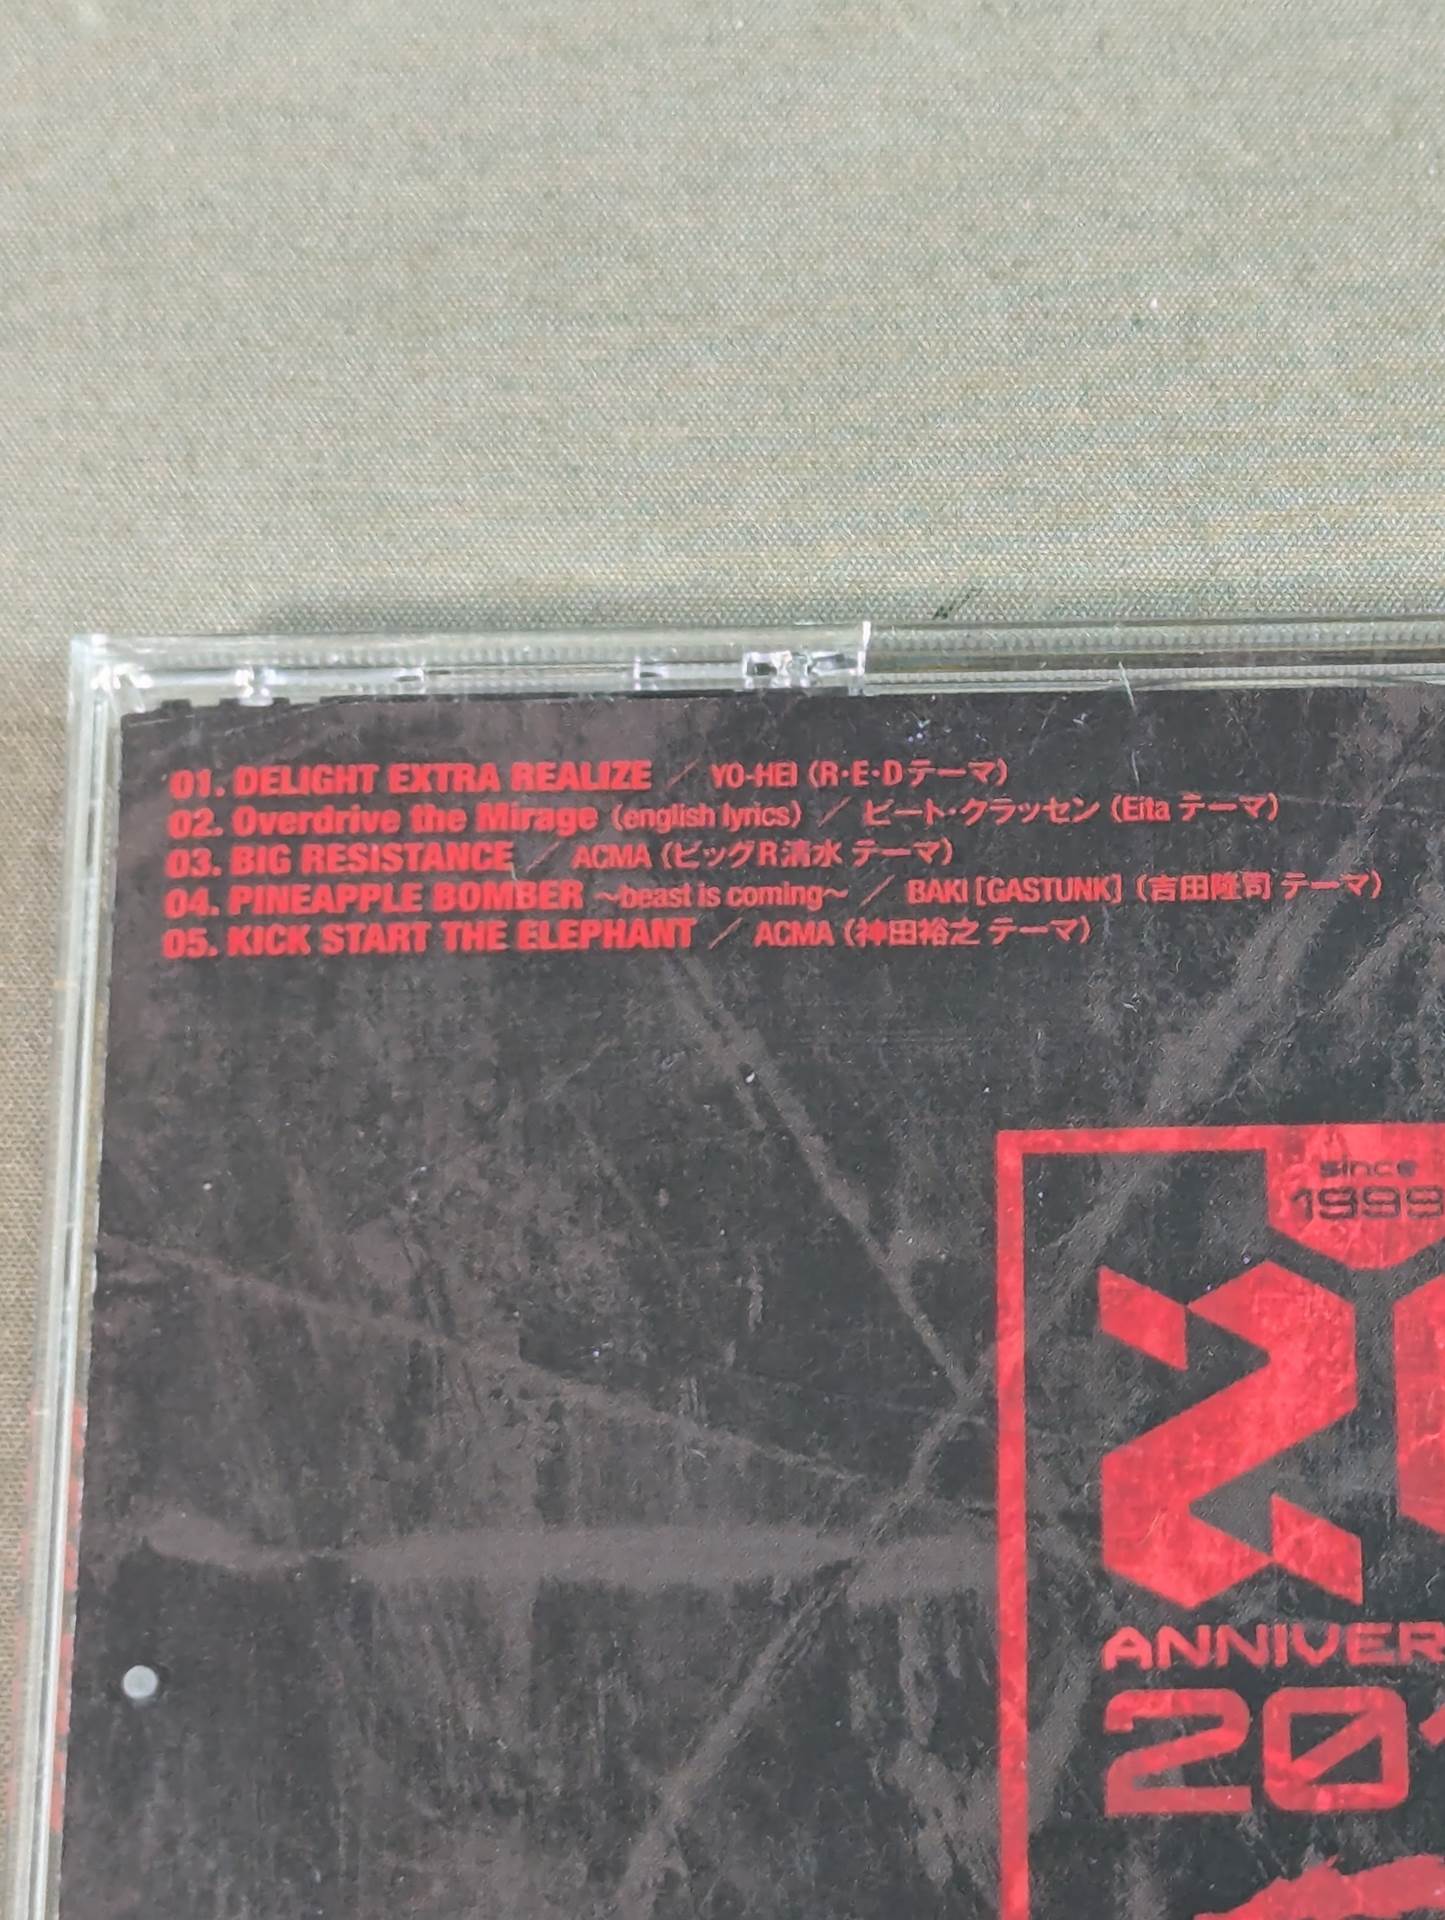 01. DELIGHT EXTRA REALIZE ／ YO-HEI（R・E・Dテーマ）
02. Overdrive the Mirage（english lyrics）／ ビート・クラッセン（Eita テーマ）
03. BIG RESISTANCE ／ ACMA（ビッグR清水 テーマ）
04. PINEAPPLE BOMBER ～beast is coming～ ／ BAKI [GASTUNK]（吉田隆司 テーマ）
05. KICK START THE ELEPHANT ／ ACMA（神田裕之 テーマ）
since
1999
2
ANNIVER
201